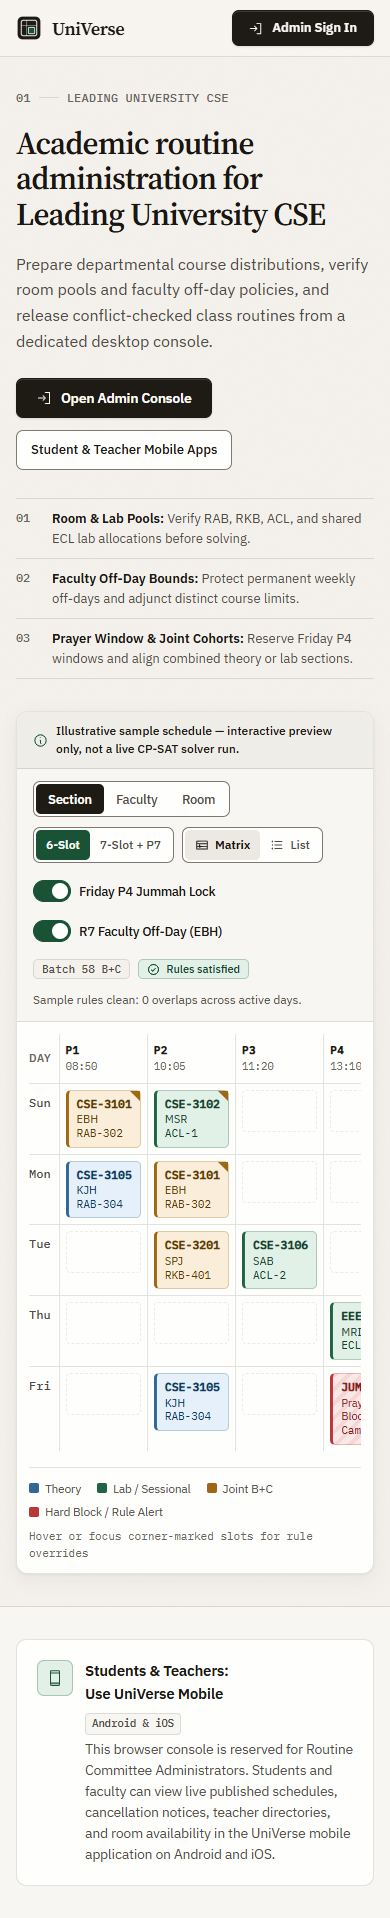 UniVerse
Admin Sign In
01 LEADING UNIVERSITY CSE
Academic routine
administration for
Leading University CSE
Prepare departmental course distributions, verify
room pools and faculty off-day policies, and
release conflict-checked class routines from a
dedicated desktop console.
Open Admin Console
Student & Teacher Mobile Apps
01 Room & Lab Pools: Verify RAB, RKB, ACL, and shared
ECL lab allocations before solving.
02 Faculty Off-Day Bounds: Protect permanent weekly
off-days and adjunct distinct course limits.
03 Prayer Window & Joint Cohorts: Reserve Friday P4
windows and align combined theory or lab sections.
Illustrative sample schedule — interactive preview
only, not a live CP-SAT solver run.
Section Faculty Room
6-Slot 7-Slot + P7 Matrix List
Friday P4 Jummah Lock
R7 Faculty Off-Day (EBH)
Batch 58 B+C Rules satisfied
Sample rules clean: 0 overlaps across active days.
DAY P1 P2 P3 P4
08:50 10:05 11:20 13:10
Sun CSE-3101 CSE-3102
EBH MSR
RAB-302 ACL-1
Mon CSE-3105 CSE-3101
KJH EBH
RAB-304 RAB-302
Tue CSE-3201 CSE-3106
SPJ SAB
RKB-401 ACL-2
Thu EEE
MRI
ECL
Fri CSE-3105 JUM
KJH Pray
RAB-304 Bloc
Cam
Theory Lab / Sessional Joint B+C
Hard Block / Rule Alert
Hover or focus corner-marked slots for rule
overrides
Students & Teachers:
Use UniVerse Mobile
Android & iOS
This browser console is reserved for Routine
Committee Administrators. Students and
faculty can view live published schedules,
cancellation notices, teacher directories,
and room availability in the UniVerse mobile
application on Android and iOS.